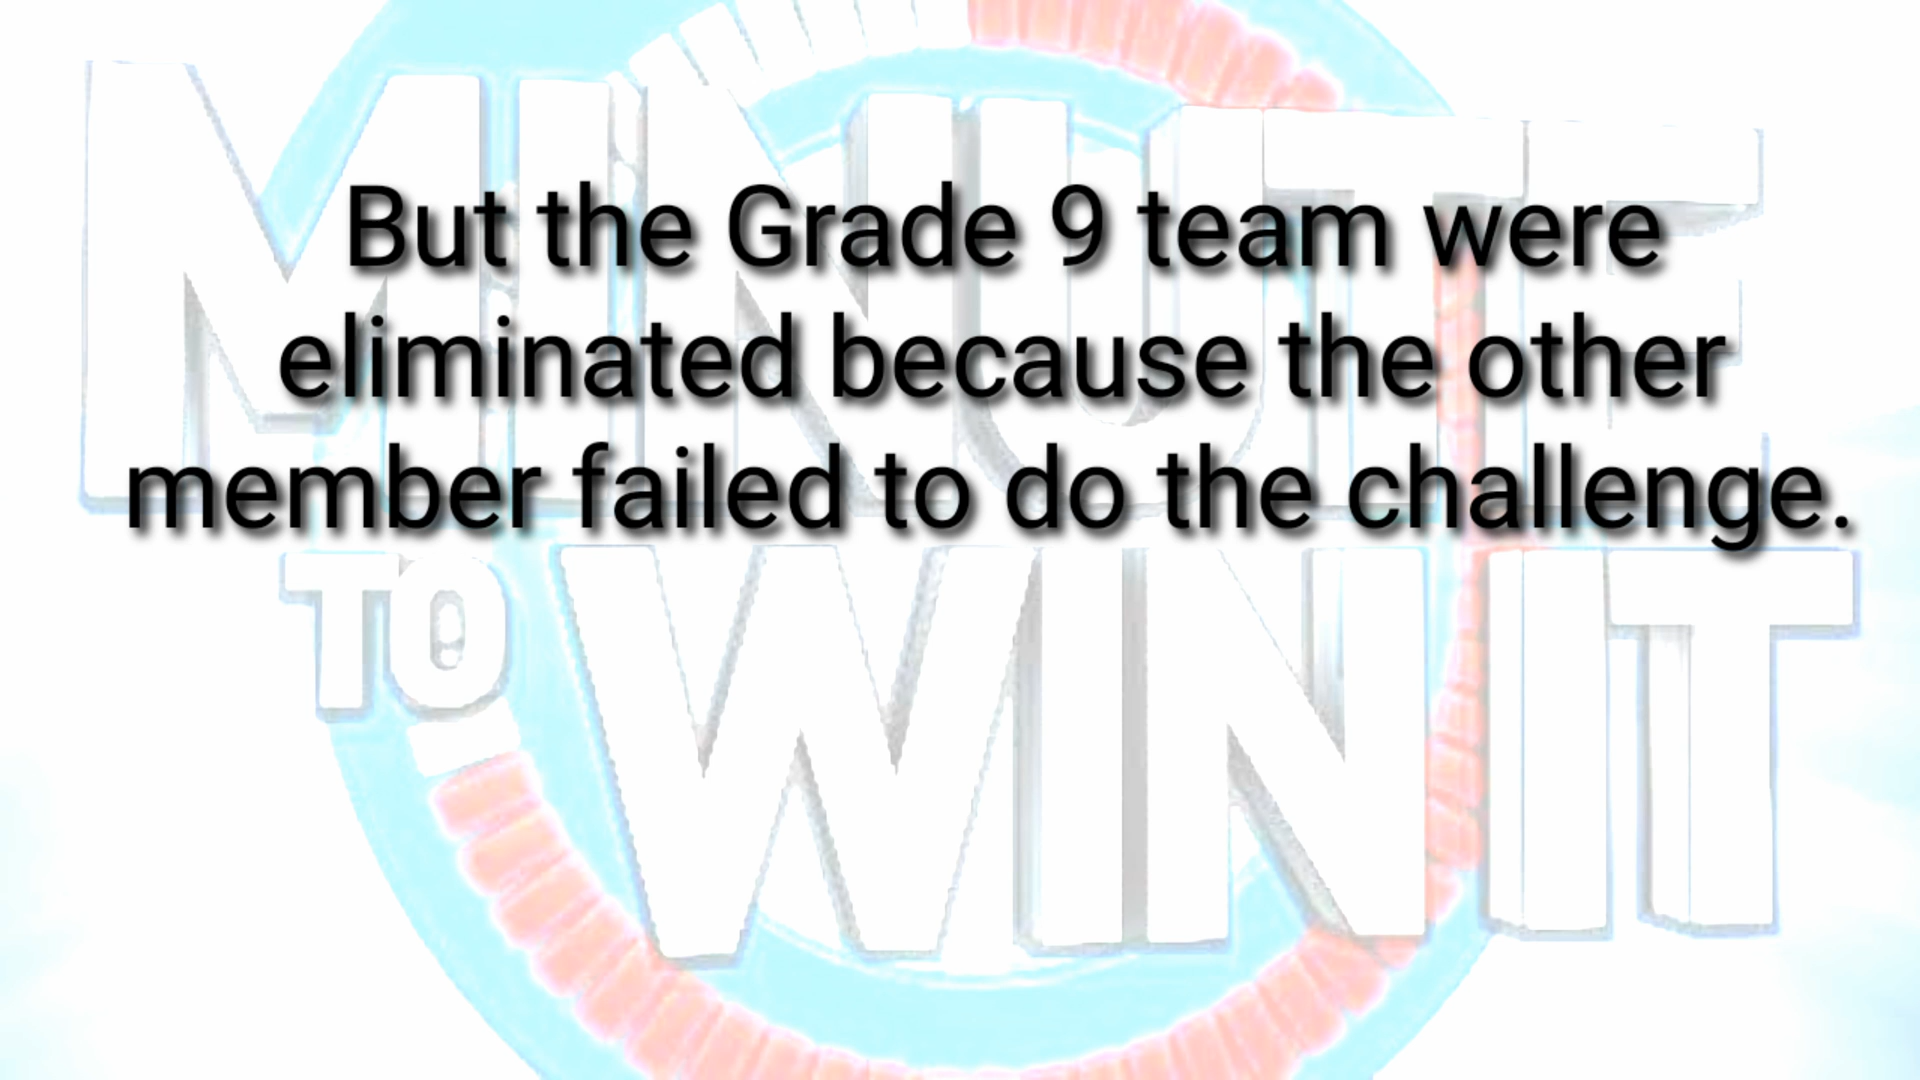 But the Grade 9 team were
eliminated because the other
member failed to do the challenge.
MINUTE
TO WIN IT